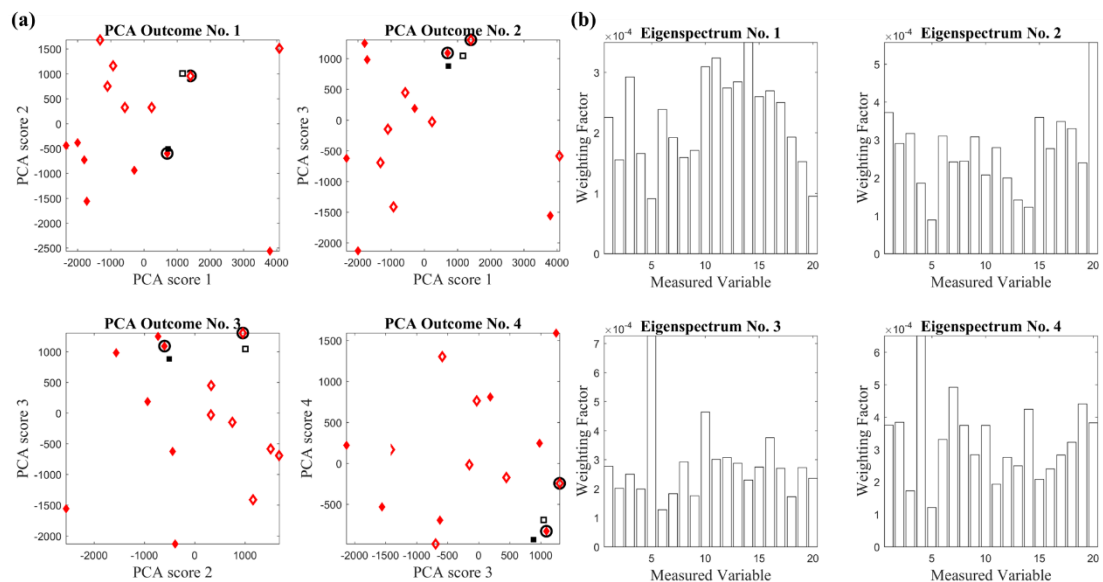 (a)
PCA Outcome No. 1
1500
1000
500
0
-500
-1000
-1500
-2000
-2500
PCA score 2
-2000 -1000 0 1000 2000 3000 4000
PCA score 1
PCA Outcome No. 2
1000
500
0
-500
-1000
-1500
-2000
PCA score 3
-2000 -1000 0 1000 2000 3000 4000
PCA score 1
(b)
×10⁻⁴ Eigenspectrum No. 1
3
2
1
0
Weighting Factor
5 10 15 20
Measured Variable
×10⁻⁴ Eigenspectrum No. 2
5
4
3
2
1
0
Weighting Factor
5 10 15 20
Measured Variable
PCA Outcome No. 3
1000
500
0
-500
-1000
-1500
-2000
PCA score 3
-2000 -1000 0 1000
PCA score 2
PCA Outcome No. 4
1500
1000
500
0
-500
PCA score 4
-2000 -1500 -1000 -500 0 500 1000
PCA score 3
×10⁻⁴ Eigenspectrum No. 3
7
6
5
4
3
2
1
0
Weighting Factor
5 10 15 20
Measured Variable
×10⁻⁴ Eigenspectrum No. 4
6
5
4
3
2
1
0
Weighting Factor
5 10 15 20
Measured Variable